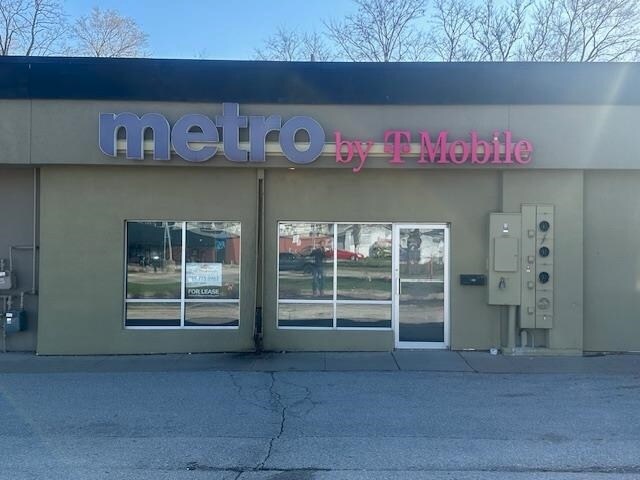 metro by T Mobile
FOR LEASE